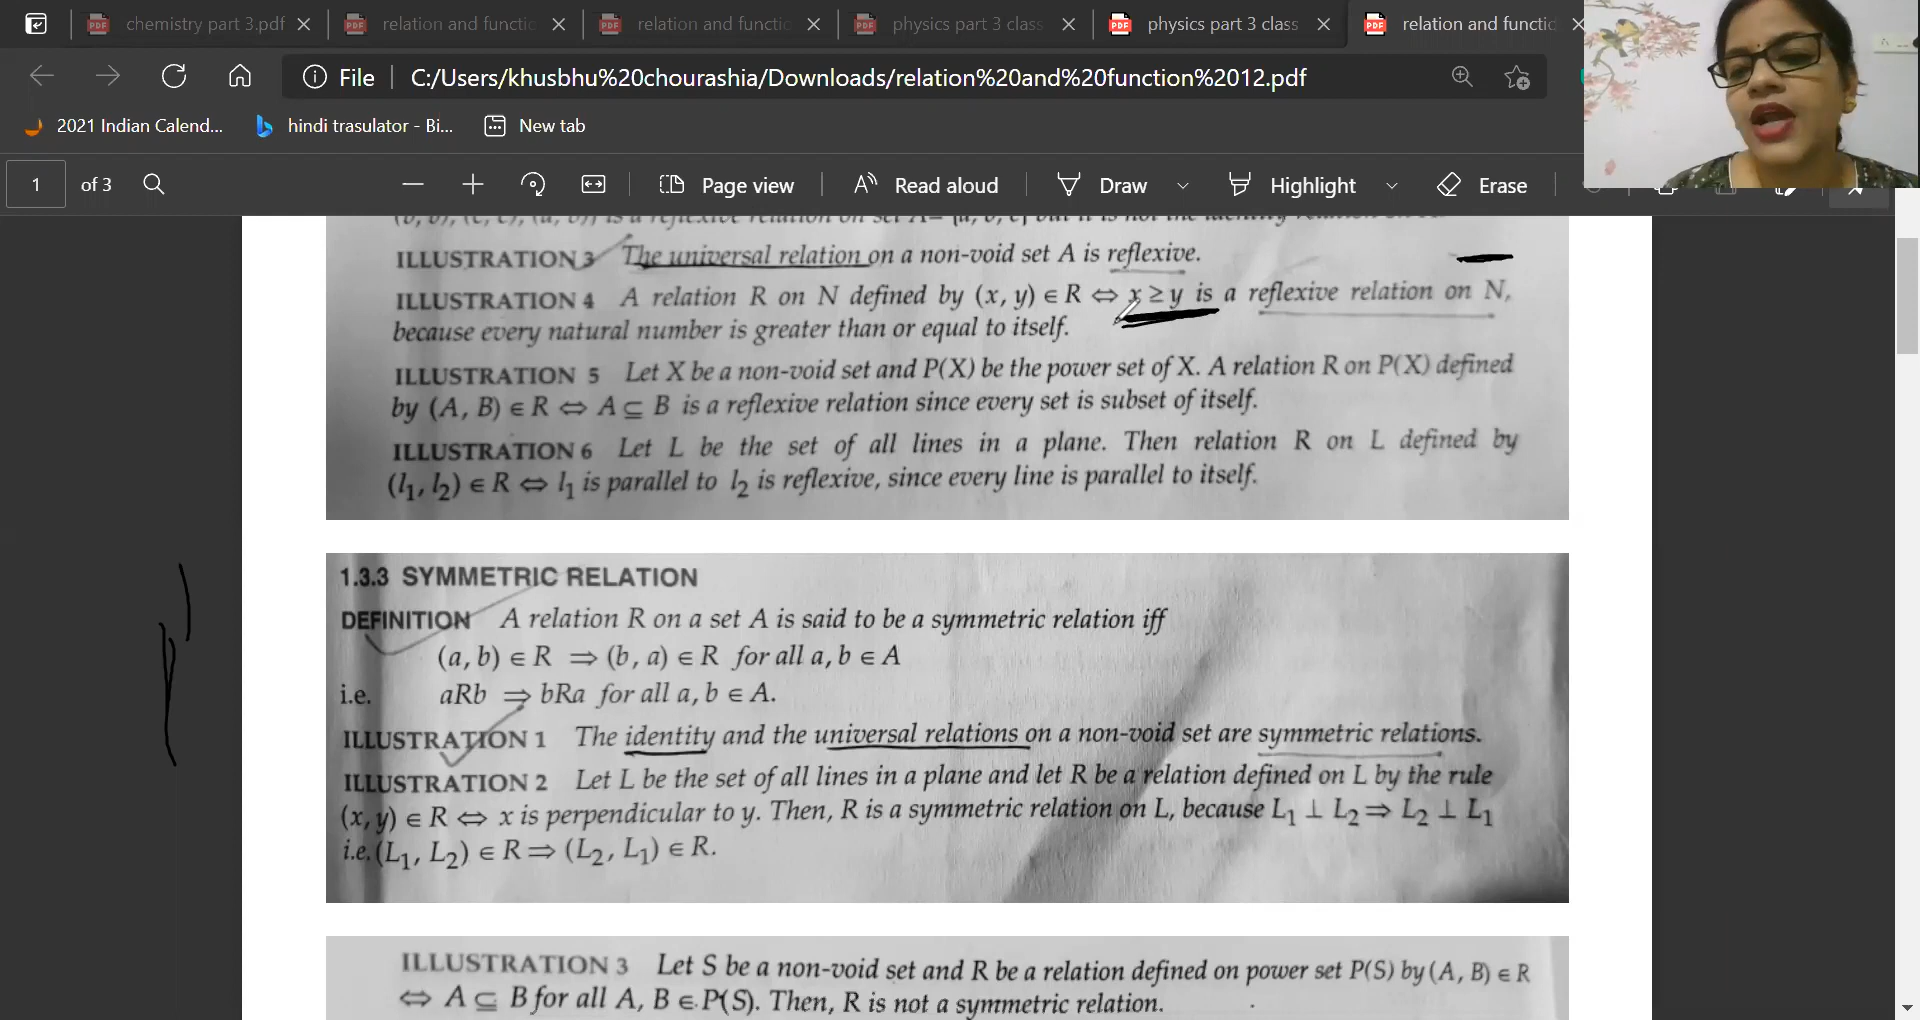 chemistry part 3.pdf
relation and functio
relation and functio
physics part 3 class
physics part 3 class
relation and functio
File
C:/Users/khusbhu%20chourashia/Downloads/relation%20and%20function%2012.pdf
2021 Indian Calend...
hindi trasulator - Bi...
New tab
1 of 3
Page view
Read aloud
Draw
Highlight
Erase
ILLUSTRATION 3 The universal relation on a non-void set A is reflexive.
ILLUSTRATION 4 A relation R on N defined by (x, y) ∈ R ⇔ x ≥ y is a reflexive relation on N,
because every natural number is greater than or equal to itself.
ILLUSTRATION 5 Let X be a non-void set and P(X) be the power set of X. A relation R on P(X) defined
by (A, B) ∈ R ⇔ A ⊆ B is a reflexive relation since every set is subset of itself.
ILLUSTRATION 6 Let L be the set of all lines in a plane. Then relation R on L defined by
(l₁, l₂) ∈ R ⇔ l₁ is parallel to l₂ is reflexive, since every line is parallel to itself.
1.3.3 SYMMETRIC RELATION
DEFINITION A relation R on a set A is said to be a symmetric relation iff
(a, b) ∈ R ⇒ (b, a) ∈ R for all a, b ∈ A
i.e. aRb ⇒ bRa for all a, b ∈ A.
ILLUSTRATION 1 The identity and the universal relations on a non-void set are symmetric relations.
ILLUSTRATION 2 Let L be the set of all lines in a plane and let R be a relation defined on L by the rule
(x, y) ∈ R ⇔ x is perpendicular to y. Then, R is a symmetric relation on L, because L₁ ⊥ L₂ ⇒ L₂ ⊥ L₁
i.e. (L₁, L₂) ∈ R ⇒ (L₂, L₁) ∈ R.
ILLUSTRATION 3 Let S be a non-void set and R be a relation defined on power set P(S) by (A, B) ∈ R
⇔ A ⊆ B for all A, B ∈ P(S). Then, R is not a symmetric relation.